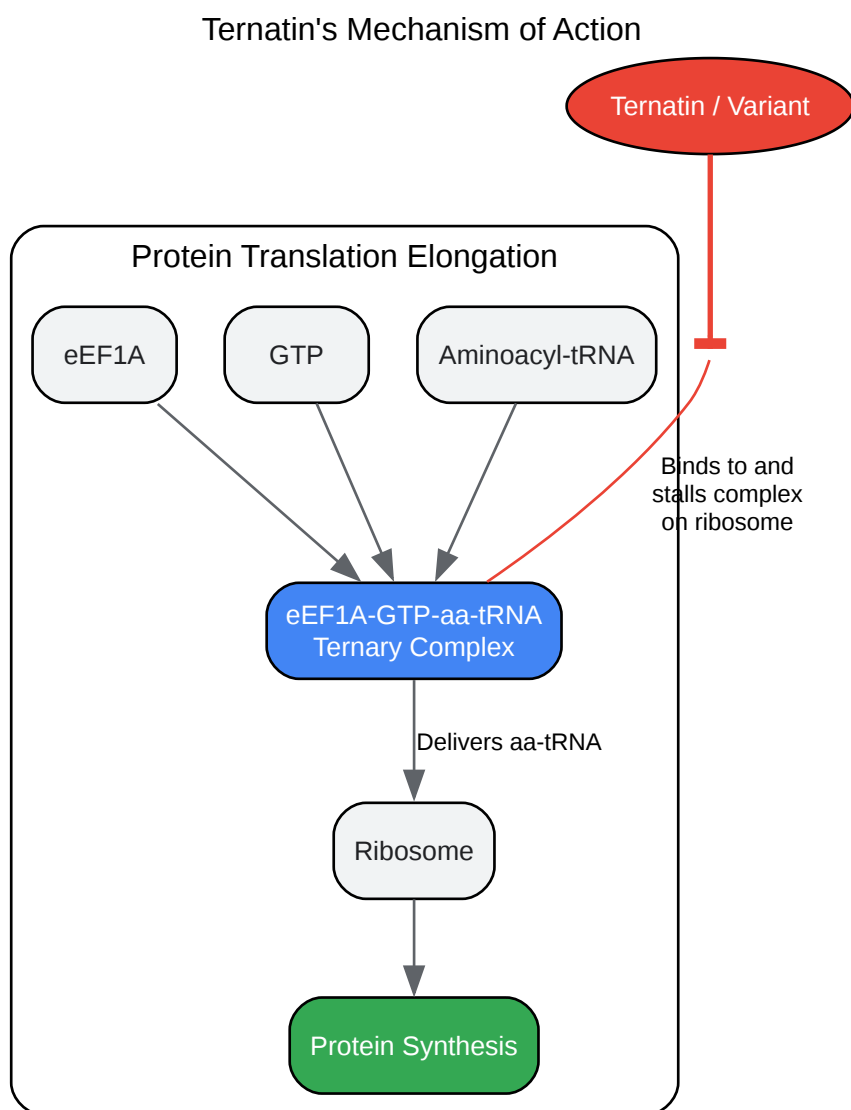 Ternatin's Mechanism of Action
Ternatin / Variant
Protein Translation Elongation
eEF1A
GTP
Aminoacyl-tRNA
Binds to and
stalls complex
on ribosome
eEF1A-GTP-aa-tRNA
Ternary Complex
Delivers aa-tRNA
Ribosome
Protein Synthesis